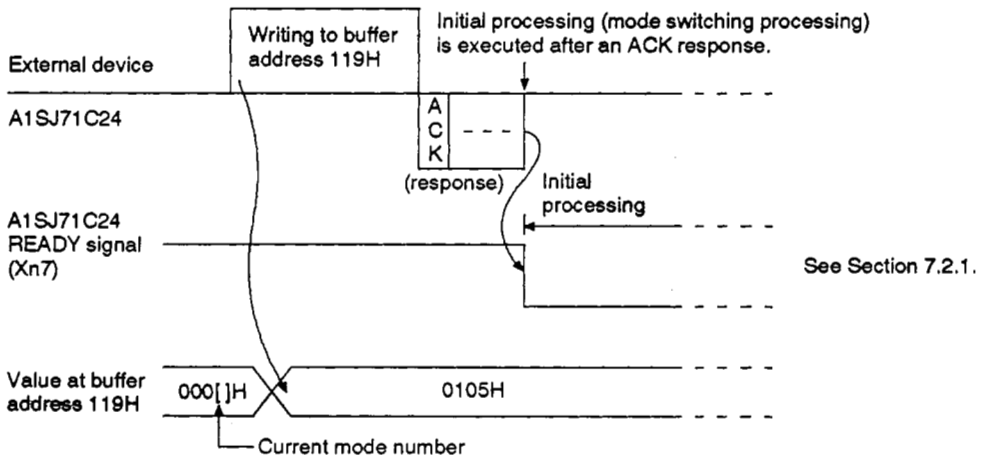 Writing to buffer
address 119H
Initial processing (mode switching processing)
is executed after an ACK response.
External device
A1SJ71C24
A
C
K
(response)
Initial
processing
A1SJ71C24
READY signal
(Xn7)
See Section 7.2.1.
Value at buffer
address 119H
000[ ]H
0105H
Current mode number